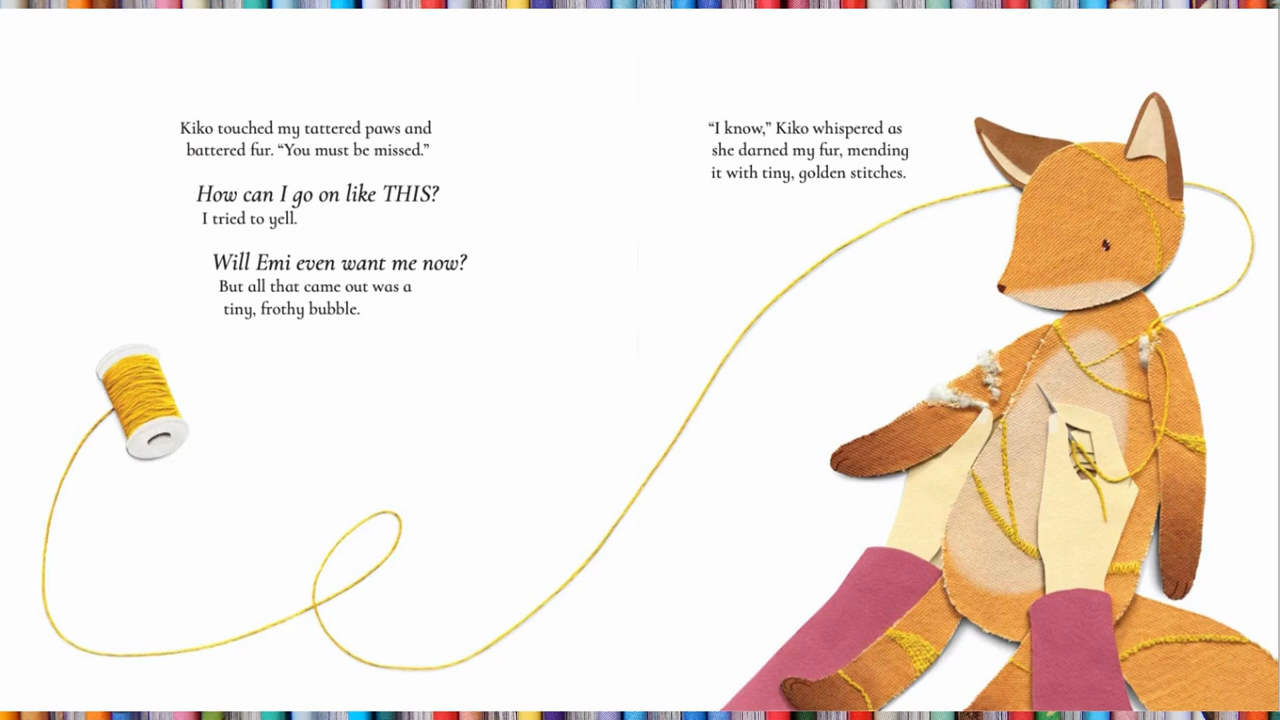 Kiko touched my tattered paws and
battered fur. “You must be missed.”
How can I go on like THIS?
I tried to yell.
Will Emi even want me now?
But all that came out was a
tiny, frothy bubble.
“I know,” Kiko whispered as
she darned my fur, mending
it with tiny, golden stitches.